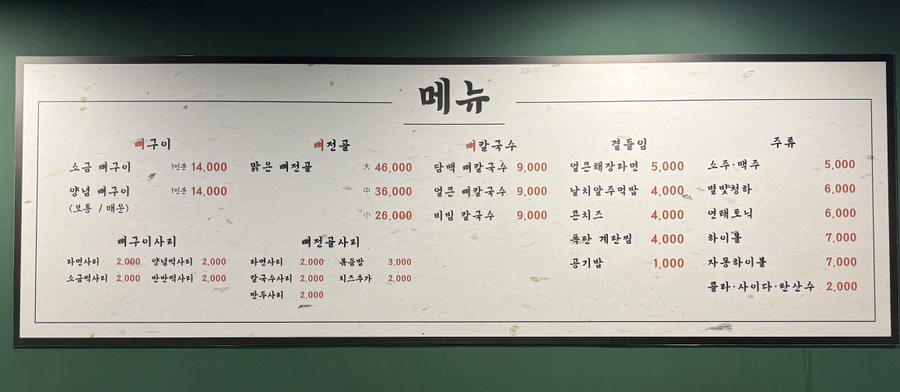 메뉴
뼈구이
소금 뼈구이 1인분 14,000
양념 뼈구이 1인분 14,000
(보통 / 매운)
뼈구이사리
라면사리 2,000 양념떡사리 2,000
소금떡사리 2,000 반반떡사리 2,000
뼈전골
맑은 뼈전골 大 46,000
中 36,000
小 26,000
뼈전골사리
라면사리 2,000 볶음밥 3,000
칼국수사리 2,000 치즈추가 2,000
만두사리 2,000
뼈칼국수
담백 뼈칼국수 9,000
얼큰 뼈칼국수 9,000
비빔 칼국수 9,000
곁들임
얼큰해장라면 5,000
날치알주먹밥 4,000
콘치즈 4,000
폭탄 계란찜 4,000
공기밥 1,000
주류
소주·맥주 5,000
별빛청하 6,000
연태토닉 6,000
하이볼 7,000
자몽하이볼 7,000
콜라·사이다·탄산수 2,000